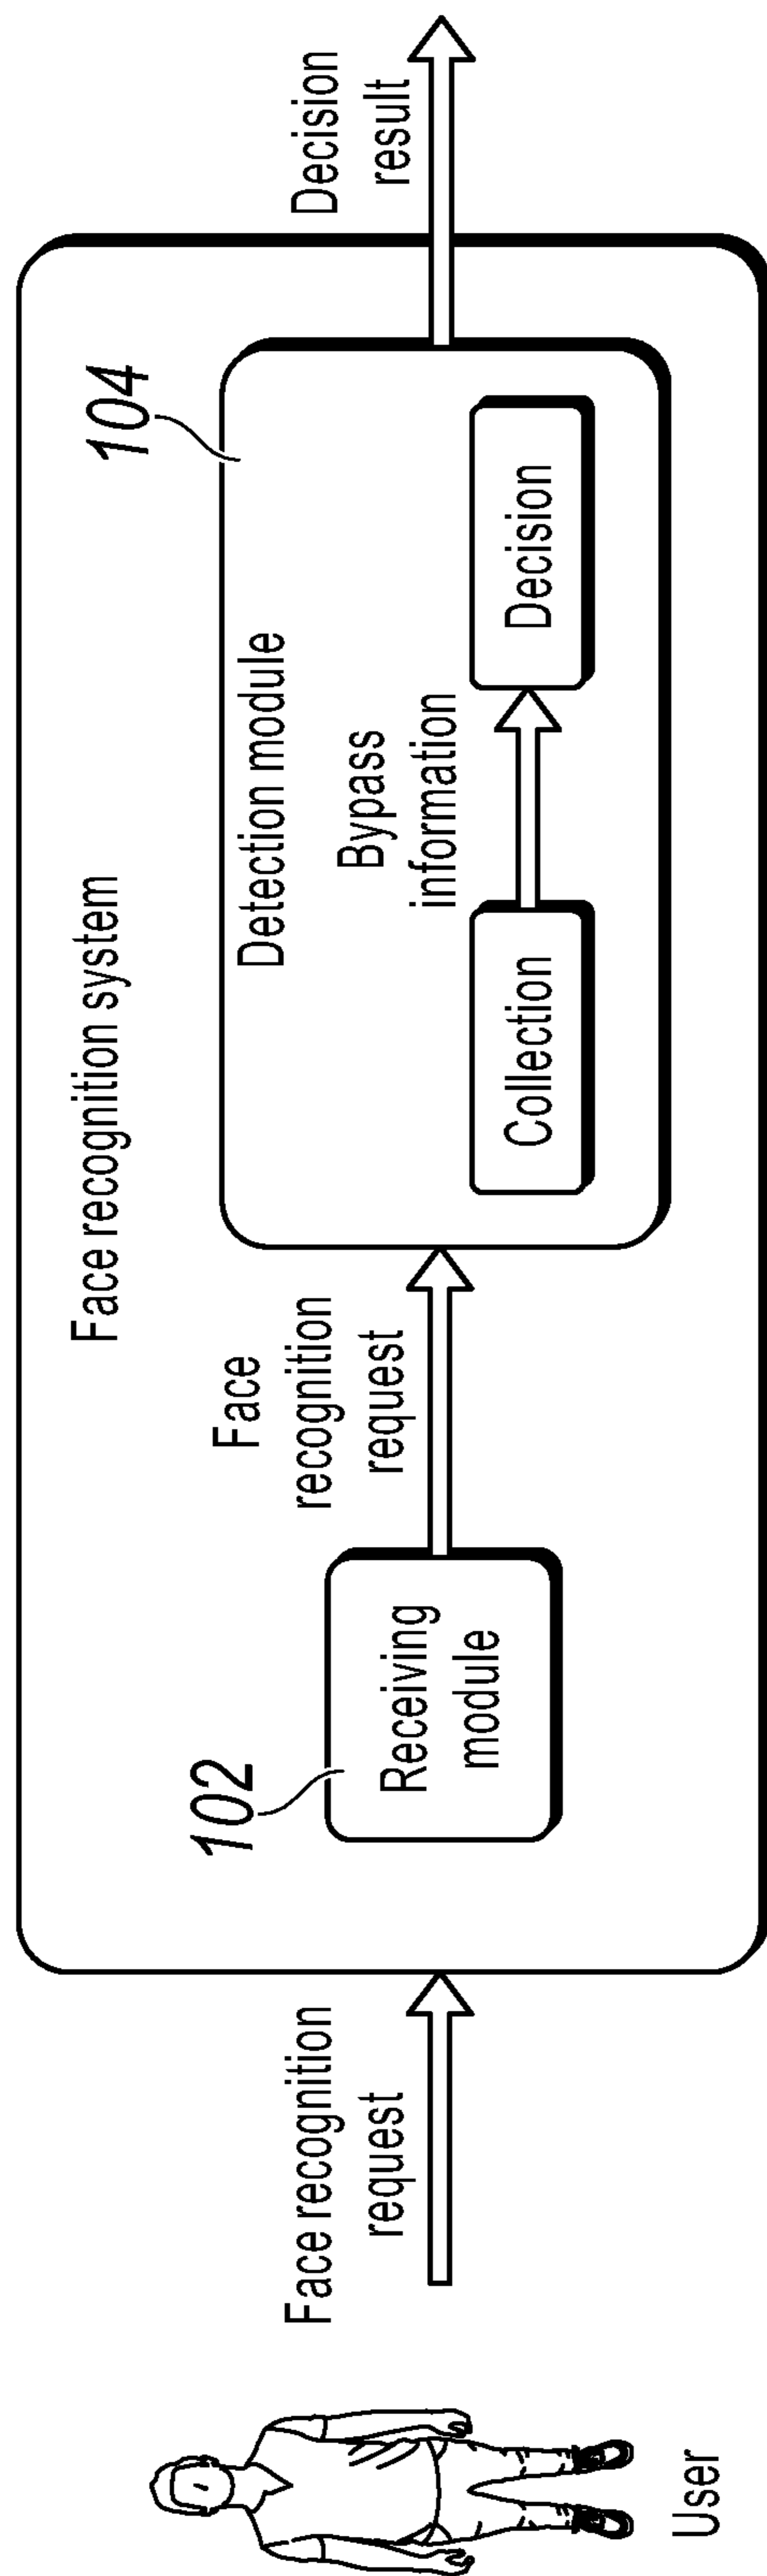 User
Face recognition
request
Face recognition system
102
Receiving
module
Face
recognition
request
104
Detection module
Collection
Bypass
information
Decision
Decision
result